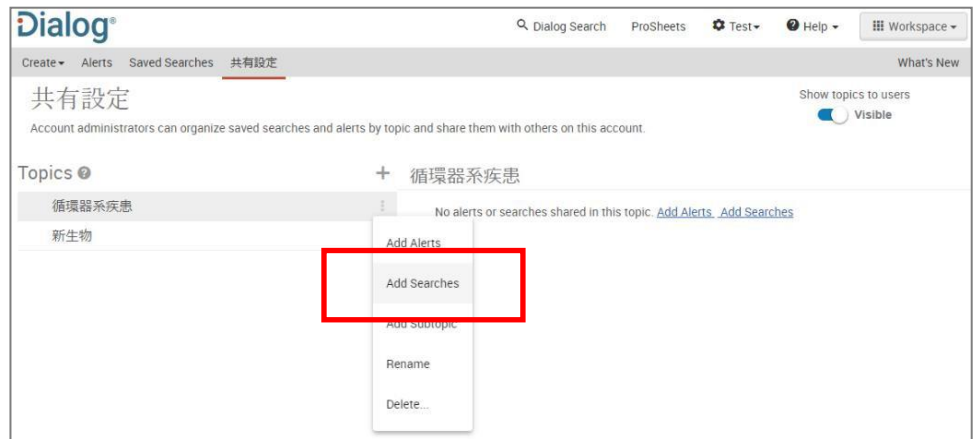 Dialog®
Dialog Search ProSheets Test Help Workspace
Create Alerts Saved Searches 共有設定 What's New
共有設定
Show topics to users
Visible
Account administrators can organize saved searches and alerts by topic and share them with others on this account.
Topics
循環器系疾患
新生物
循環器系疾患
No alerts or searches shared in this topic. Add Alerts Add Searches
Add Alerts
Add Searches
Add Subtopic
Rename
Delete...